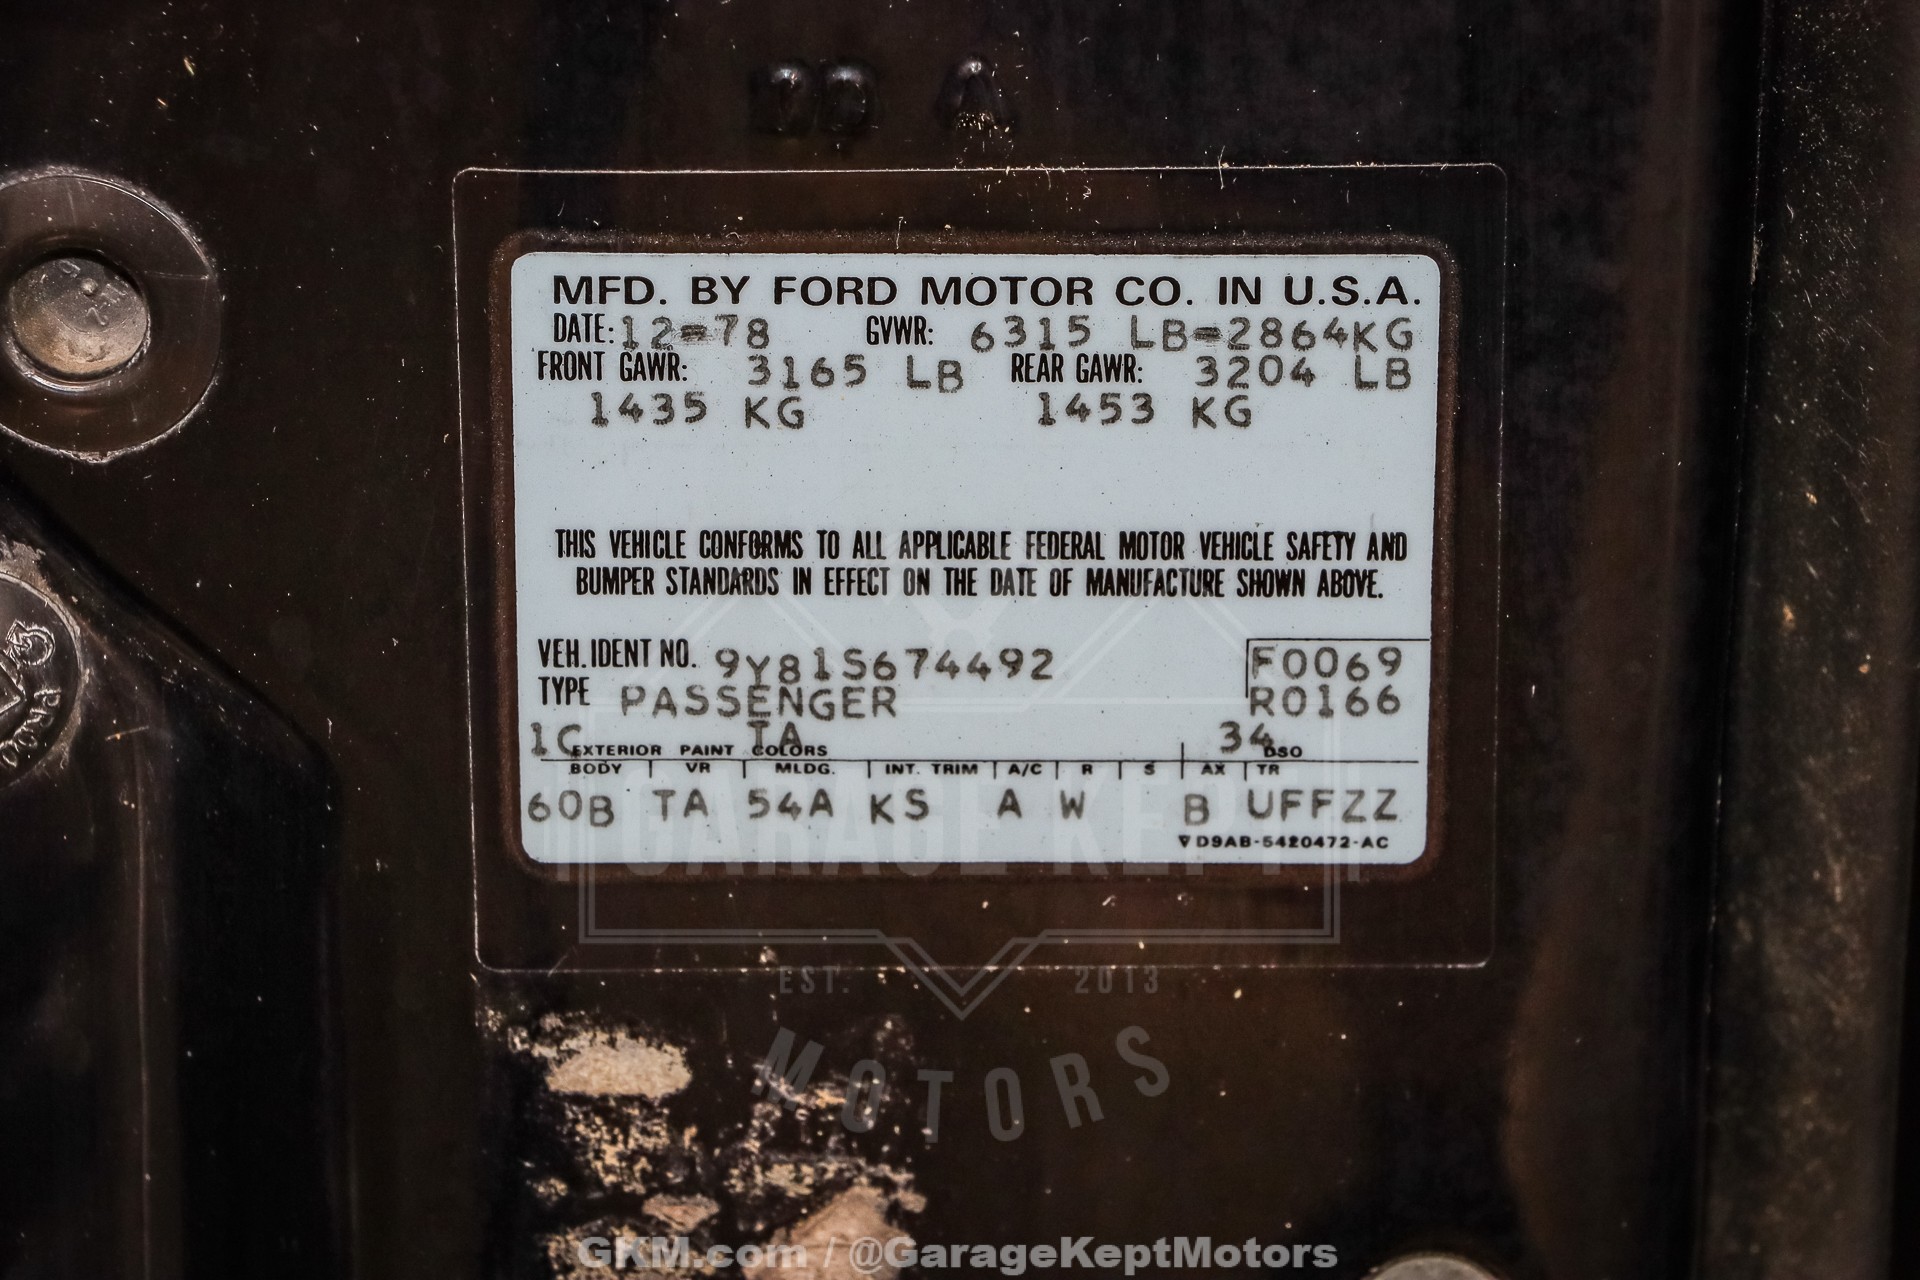 MFD. BY FORD MOTOR CO. IN U.S.A.
DATE: 12=78 GVWR: 6315 LB=2864KG
FRONT GAWR: 3165 LB REAR GAWR: 3204 LB
1435 KG 1453 KG
THIS VEHICLE CONFORMS TO ALL APPLICABLE FEDERAL MOTOR VEHICLE SAFETY AND
BUMPER STANDARDS IN EFFECT ON THE DATE OF MANUFACTURE SHOWN ABOVE.
VEH. IDENT NO. 9Y81S674492 F0069
TYPE PASSENGER R0166
1C TA 34
EXTERIOR PAINT COLORS DSO
BODY VR MLDG. INT. TRIM A/C R S AX TR
60B TA 54A KS A W B UFFZZ
D9AB-5420472-AC
GARAGE KEPT
EST. 2013
MOTORS
GKM.com / @GarageKeptMotors